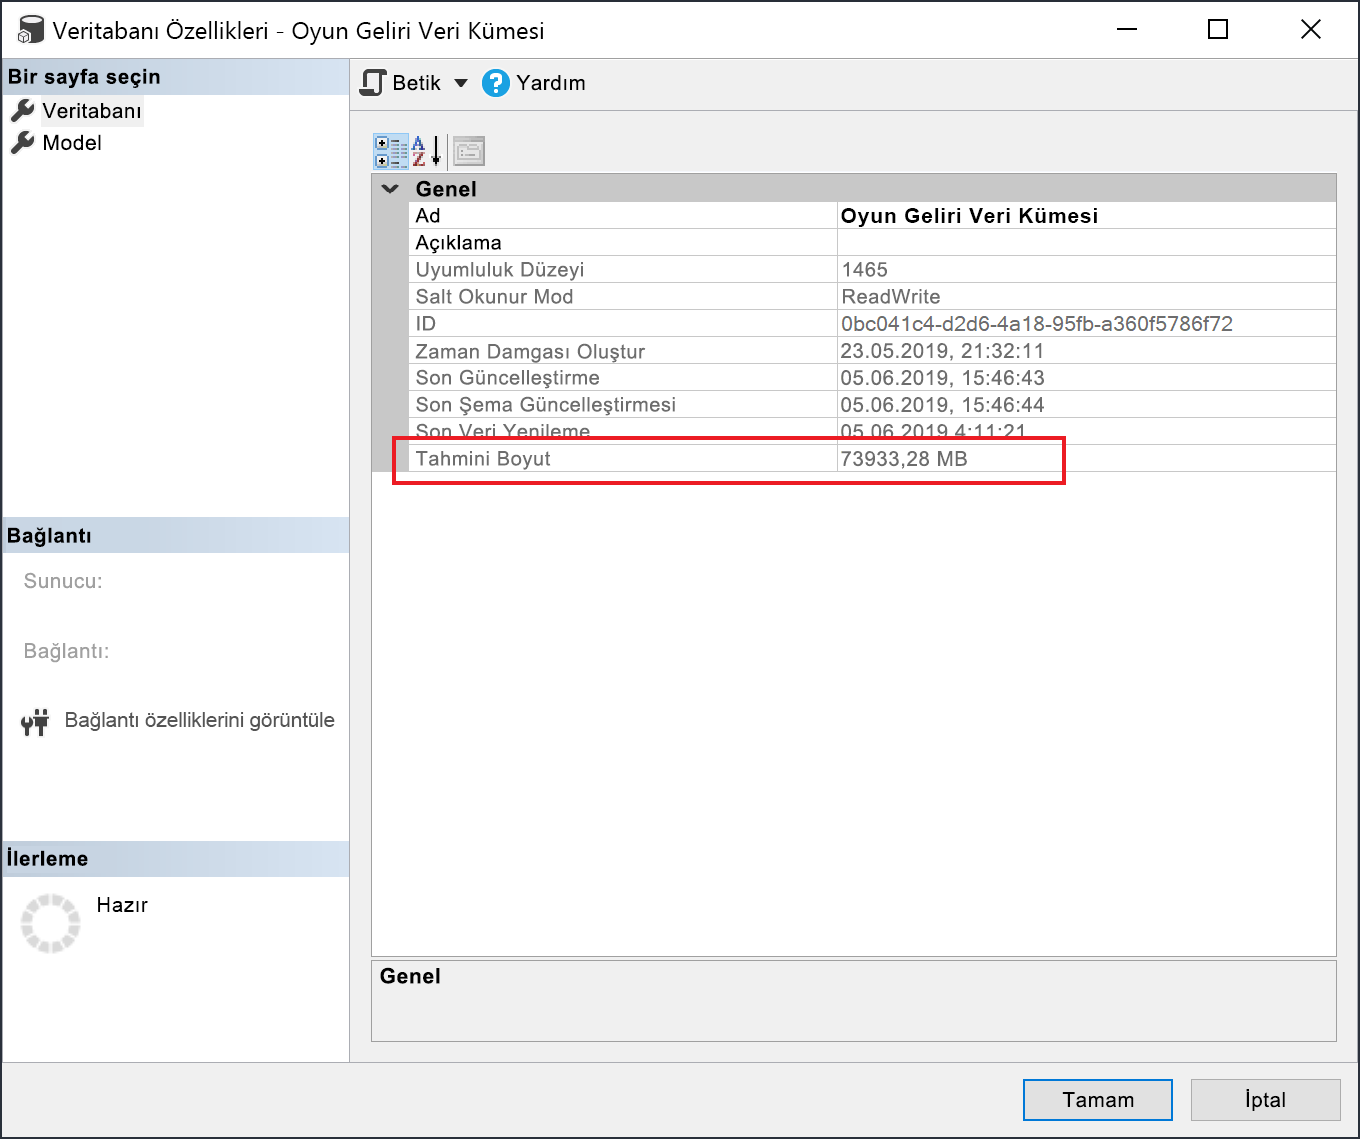 Veritabanı Özellikleri - Oyun Geliri Veri Kümesi
Bir sayfa seçin
Veritabanı
Model
Betik
Yardım
Genel
Ad Oyun Geliri Veri Kümesi
Açıklama
Uyumluluk Düzeyi 1465
Salt Okunur Mod ReadWrite
ID 0bc041c4-d2d6-4a18-95fb-a360f5786f72
Zaman Damgası Oluştur 23.05.2019, 21:32:11
Son Güncelleştirme 05.06.2019, 15:46:43
Son Şema Güncelleştirmesi 05.06.2019, 15:46:44
Son Veri Yenileme 05.06.2019 4:11:21
Tahmini Boyut 73933,28 MB
Bağlantı
Sunucu:
Bağlantı:
Bağlantı özelliklerini görüntüle
İlerleme
Hazır
Genel
Tamam İptal